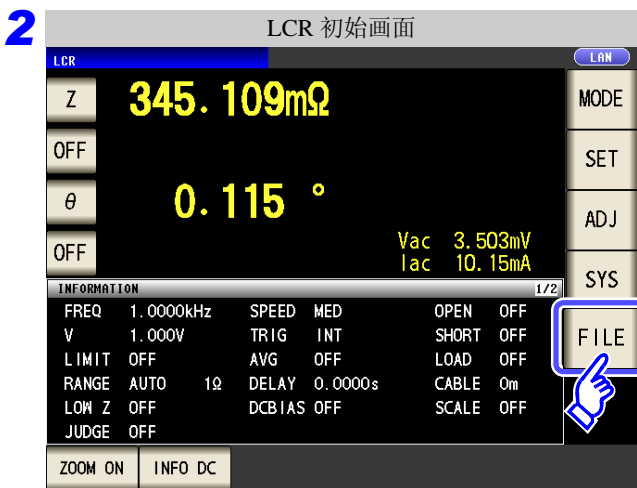 2
LCR 初始画面
LCR
LAN
Z
345.109mΩ
MODE
OFF
SET
θ
0.115 °
ADJ
OFF
Vac 3.503mV
Iac 10.15mA
SYS
INFORMATION 1/2
FREQ 1.0000kHz SPEED MED OPEN OFF
V 1.000V TRIG INT SHORT OFF
FILE
LIMIT OFF AVG OFF LOAD OFF
RANGE AUTO 1Ω DELAY 0.0000s CABLE 0m
LOW Z OFF DCBIAS OFF SCALE OFF
JUDGE OFF
ZOOM ON INFO DC